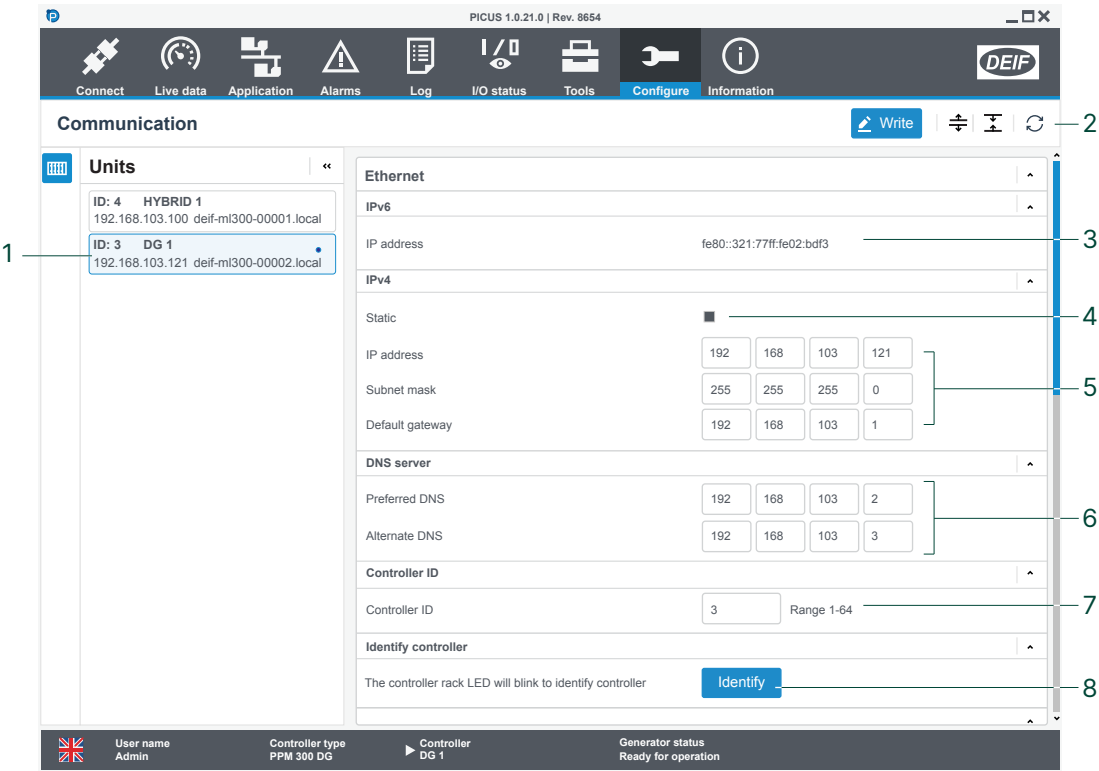 PICUS 1.0.21.0 | Rev. 8654
Connect Live data Application Alarms Log I/O status Tools Configure Information
DEIF
Communication
Write
2
Units
ID: 4 HYBRID 1
192.168.103.100 deif-ml300-00001.local
ID: 3 DG 1
192.168.103.121 deif-ml300-00002.local
1
Ethernet
IPv6
IP address fe80::321:77ff:fe02:bdf3 3
IPv4
Static 4
IP address 192 168 103 121
Subnet mask 255 255 255 0 5
Default gateway 192 168 103 1
DNS server
Preferred DNS 192 168 103 2
6
Alternate DNS 192 168 103 3
Controller ID
Controller ID 3 Range 1-64 7
Identify controller
The controller rack LED will blink to identify controller Identify 8
User name Controller type Controller Generator status
Admin PPM 300 DG DG 1 Ready for operation